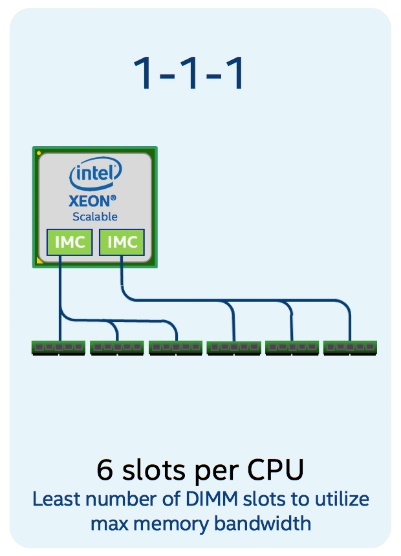 1-1-1
intel
XEON®
Scalable
IMC IMC
6 slots per CPU
Least number of DIMM slots to utilize
max memory bandwidth